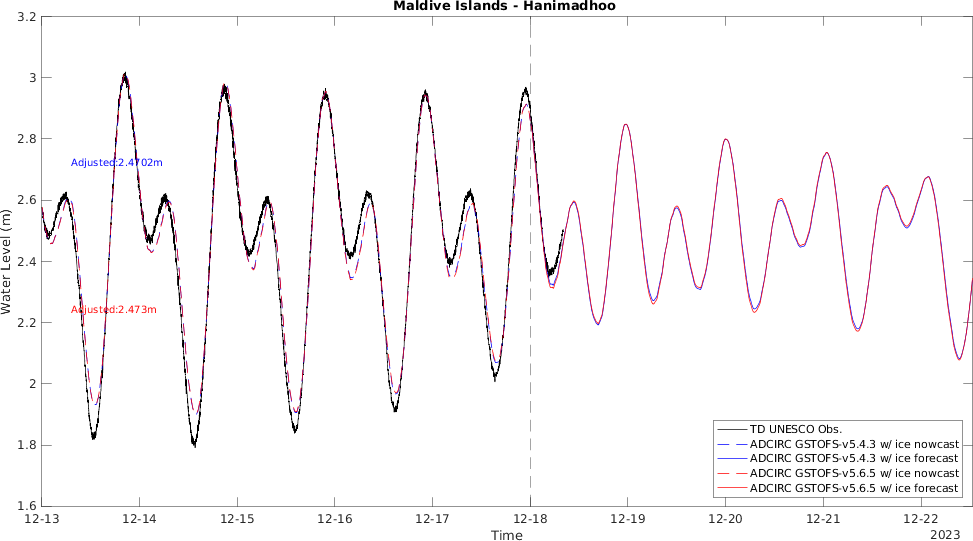 Maldive Islands - Hanimadhoo
3.2
3
2.8
2.6
2.4
2.2
2
1.8
1.6
Water Level (m)
Adjusted:2.4702m
Adjusted:2.473m
TD UNESCO Obs.
ADCIRC GSTOFS-v5.4.3 w/ ice nowcast
ADCIRC GSTOFS-v5.4.3 w/ ice forecast
ADCIRC GSTOFS-v5.6.5 w/ ice nowcast
ADCIRC GSTOFS-v5.6.5 w/ ice forecast
12-13 12-14 12-15 12-16 12-17 12-18 12-19 12-20 12-21 12-22
Time
2023